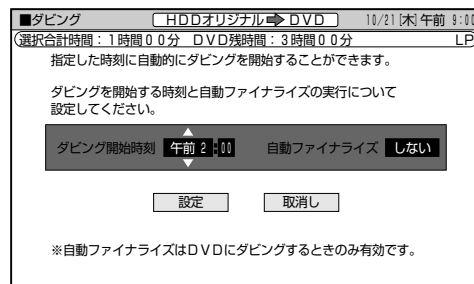 ■ダビング HDDオリジナル➡DVD 10/21[木]午前 9:00
選択合計時間:1時間00分 DVD残時間:3時間00分 LP
指定した時刻に自動的にダビングを開始することができます。
ダビングを開始する時刻と自動ファイナライズの実行について
設定してください。
ダビング開始時刻 午前 2:00 自動ファイナライズ しない
設定 取消し
※自動ファイナライズはDVDにダビングするときのみ有効です。